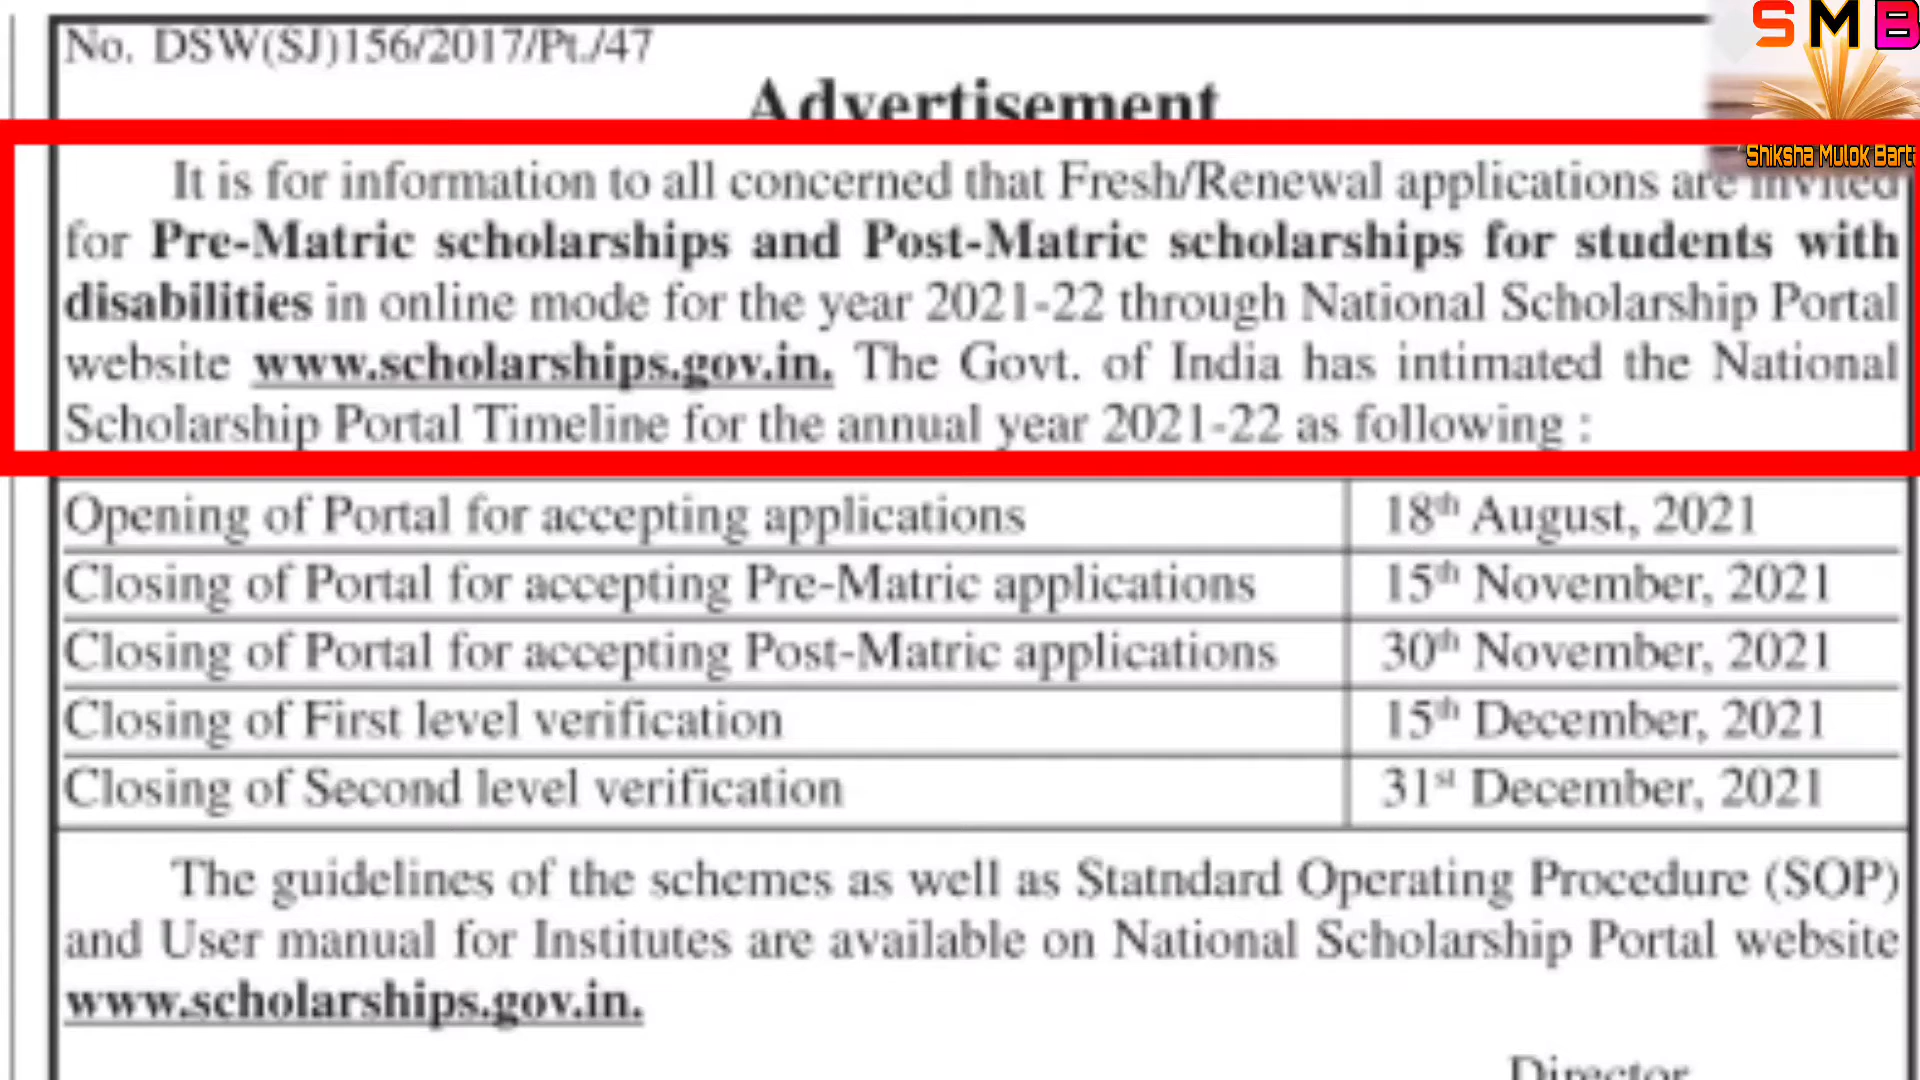 SMB
Shiksha Mulok Bart
No. DSW(SJ)156/2017/Pt./47
Advertisement
It is for information to all concerned that Fresh/Renewal applications are invited
for Pre-Matric scholarships and Post-Matric scholarships for students with
disabilities in online mode for the year 2021-22 through National Scholarship Portal
website www.scholarships.gov.in. The Govt. of India has intimated the National
Scholarship Portal Timeline for the annual year 2021-22 as following :
Opening of Portal for accepting applications 18th August, 2021
Closing of Portal for accepting Pre-Matric applications 15th November, 2021
Closing of Portal for accepting Post-Matric applications 30th November, 2021
Closing of First level verification 15th December, 2021
Closing of Second level verification 31st December, 2021
The guidelines of the schemes as well as Statndard Operating Procedure (SOP)
and User manual for Institutes are available on National Scholarship Portal website
www.scholarships.gov.in.
Director